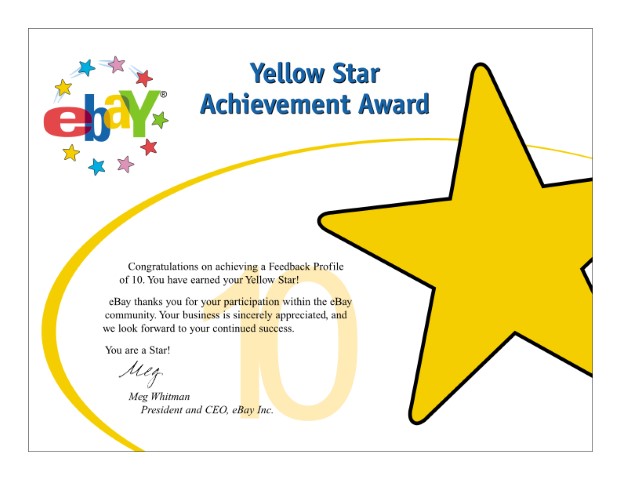 ebaY®
Yellow Star
Achievement Award
10
Congratulations on achieving a Feedback Profile
of 10. You have earned your Yellow Star!
eBay thanks you for your participation within the eBay
community. Your business is sincerely appreciated, and
we look forward to your continued success.
You are a Star!
Meg
Meg Whitman
President and CEO, eBay Inc.